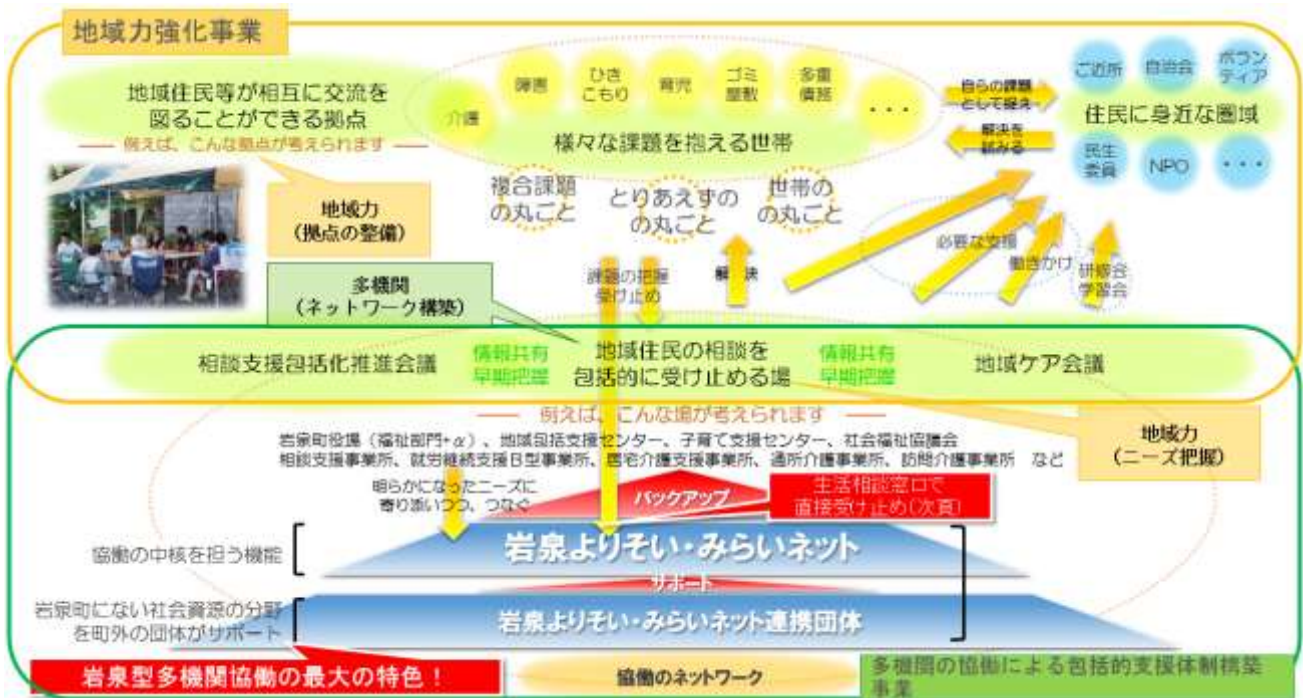 地域力強化事業
地域住民等が相互に交流を
図ることができる拠点
例えば、こんな拠点が考えられます
地域力
（拠点の整備）
多機関
（ネットワーク構築）
介護
障害
ひき
こもり
育児
ゴミ
屋敷
多重
債務
・・・
様々な課題を抱える世帯
複合課題
の丸ごと
とりあえずの
の丸ごと
世帯の
の丸ごと
自らの課題
として捉え
解決を
試みる
ご近所
自治会
ボラン
ティア
住民に身近な圏域
民生
委員
NPO
・・・
課題の把握
受け止め
解　決
必要な支援
働きかけ
研修会
学習会
相談支援包括化推進会議
情報共有
早期把握
地域住民の相談を
包括的に受け止める場
情報共有
早期把握
地域ケア会議
例えば、こんな場が考えられます
岩泉町役場（福祉部門+α）、地域包括支援センター、子育て支援センター、社会福祉協議会
相談支援事業所、就労継続支援B型事業所、居宅介護支援事業所、通所介護事業所、訪問介護事業所　など
地域力
（ニーズ把握）
明らかになったニーズに
寄り添いつつ、つなぐ
バックアップ
生活相談窓口で
直接受け止め(次頁)
協働の中核を担う機能
岩泉よりそい・みらいネット
サポート
岩泉町にない社会資源の分野
を町外の団体がサポート
岩泉よりそい・みらいネット連携団体
岩泉型多機関協働の最大の特色！
協働のネットワーク
多機関の協働による包括的支援体制構築
事業